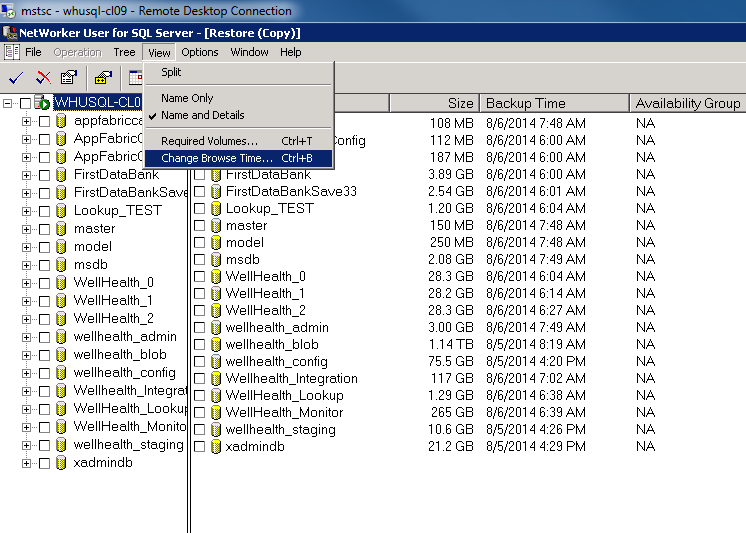 mstsc - whusql-cl09 - Remote Desktop Connection
NetWorker User for SQL Server - [Restore (Copy)]
File Operation Tree View Options Window Help
Split
Name Only
Name and Details
Required Volumes... Ctrl+T
Change Browse Time... Ctrl+B
WHUSQL-CL0
appfabricca
AppFabricC
AppFabricC
FirstDataBank
FirstDataBankSave
Lookup_TEST
master
model
msdb
WellHealth_0
WellHealth_1
WellHealth_2
wellhealth_admin
wellhealth_blob
wellhealth_config
Wellhealth_Integrat
WellHealth_Lookup
WellHealth_Monito
wellhealth_staging
xadmindb
Size Backup Time Availability Group
108 MB 8/6/2014 7:48 AM NA
Config 112 MB 8/6/2014 6:00 AM NA
187 MB 8/6/2014 6:00 AM NA
FirstDataBank 3.89 GB 8/6/2014 6:00 AM NA
FirstDataBankSave33 2.54 GB 8/6/2014 6:01 AM NA
Lookup_TEST 1.20 GB 8/6/2014 6:04 AM NA
master 150 MB 8/6/2014 7:48 AM NA
model 250 MB 8/6/2014 7:48 AM NA
msdb 2.08 GB 8/6/2014 7:49 AM NA
WellHealth_0 28.3 GB 8/6/2014 6:04 AM NA
WellHealth_1 28.2 GB 8/6/2014 6:14 AM NA
WellHealth_2 28.3 GB 8/6/2014 6:27 AM NA
wellhealth_admin 3.00 GB 8/6/2014 7:49 AM NA
wellhealth_blob 1.14 TB 8/5/2014 8:19 AM NA
wellhealth_config 75.5 GB 8/5/2014 4:20 PM NA
Wellhealth_Integration 117 GB 8/6/2014 7:02 AM NA
WellHealth_Lookup 1.29 GB 8/6/2014 6:38 AM NA
WellHealth_Monitor 265 GB 8/6/2014 6:39 AM NA
wellhealth_staging 10.6 GB 8/5/2014 4:26 PM NA
xadmindb 21.2 GB 8/5/2014 4:29 PM NA